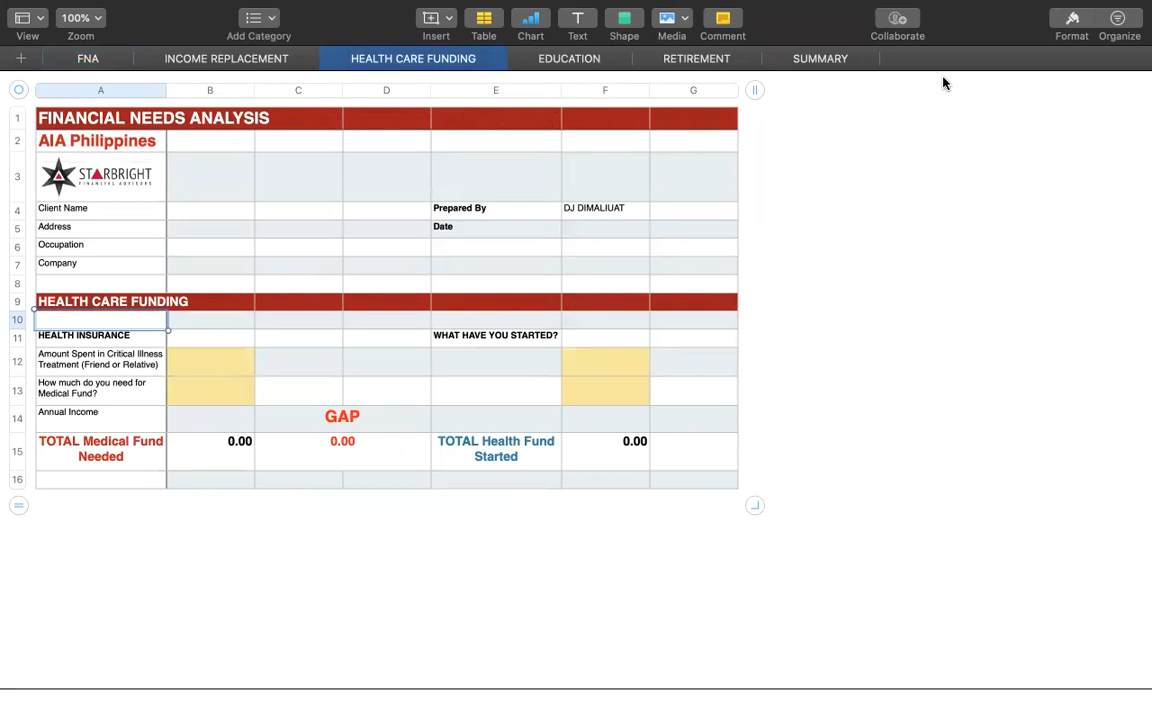 100%
View
Zoom
Add Category
Insert
Table
Chart
Text
Shape
Media
Comment
Collaborate
Format
Organize
FNA
INCOME REPLACEMENT
HEALTH CARE FUNDING
EDUCATION
RETIREMENT
SUMMARY
A B C D E F G
1 FINANCIAL NEEDS ANALYSIS
2 AIA Philippines
3 STARBRIGHT
FINANCIAL ADVISORS
4 Client Name Prepared By DJ DIMALIUAT
5 Address Date
6 Occupation
7 Company
8
9 HEALTH CARE FUNDING
10
11 HEALTH INSURANCE WHAT HAVE YOU STARTED?
12 Amount Spent in Critical Illness
Treatment (Friend or Relative)
13 How much do you need for
Medical Fund?
14 Annual Income GAP
15 TOTAL Medical Fund 0.00 0.00 TOTAL Health Fund 0.00
Needed Started
16